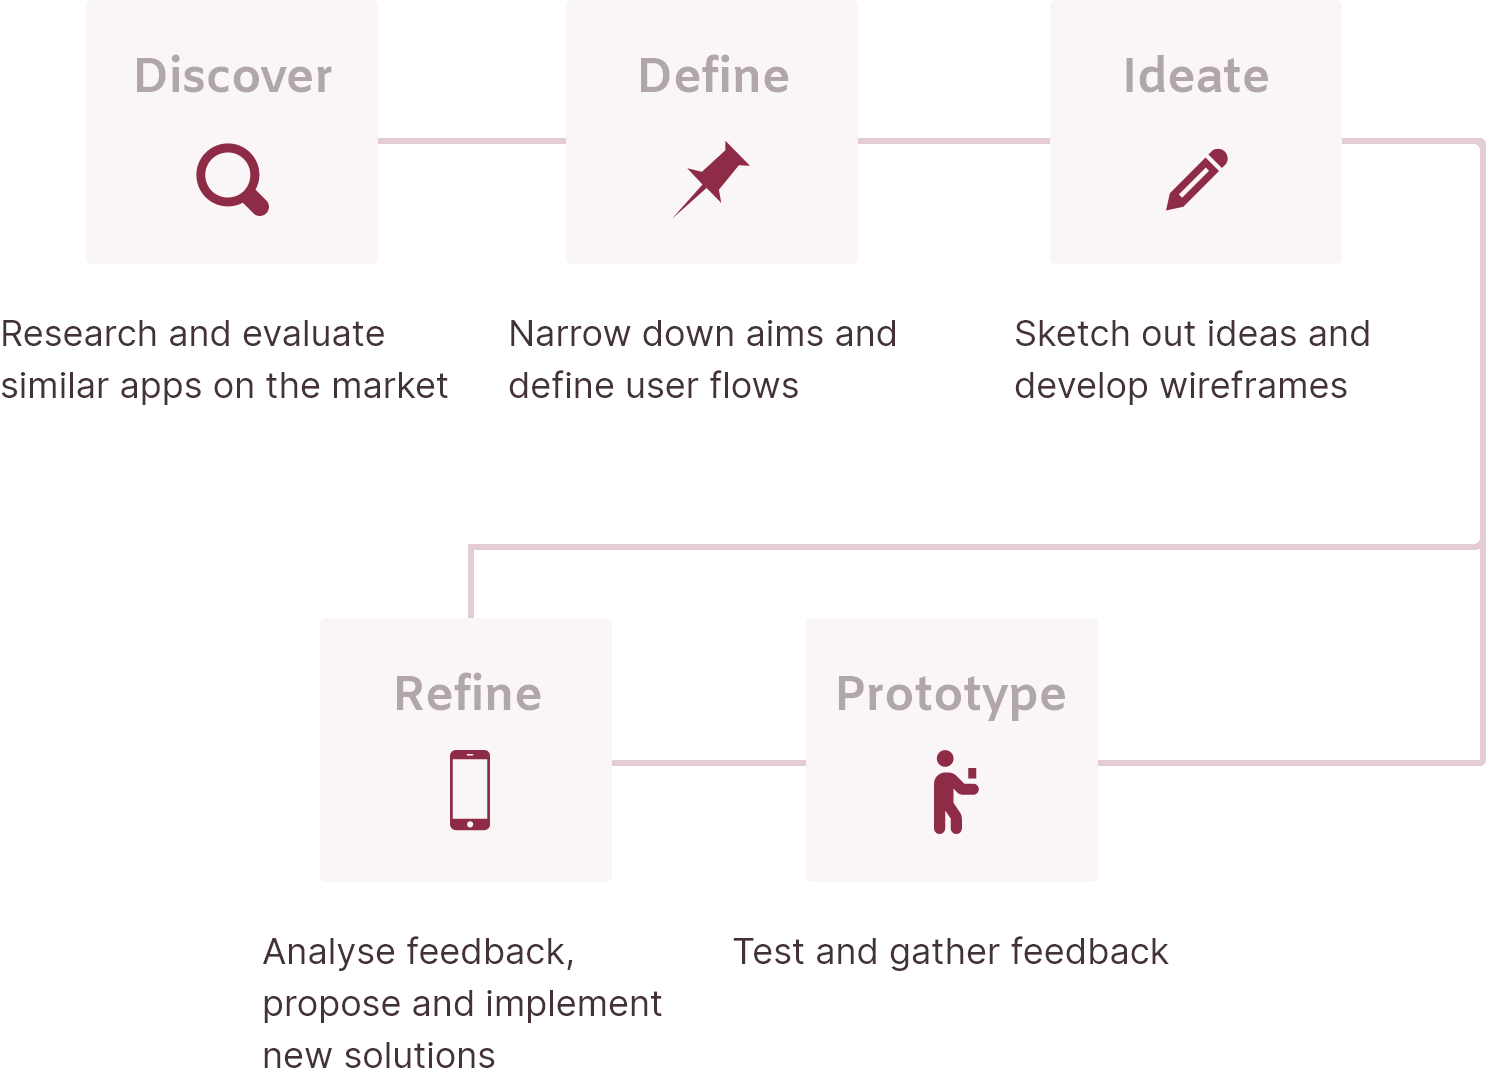 Discover
Define
Ideate
Research and evaluate
similar apps on the market
Narrow down aims and
define user flows
Sketch out ideas and
develop wireframes
Refine
Prototype
Analyse feedback,
propose and implement
new solutions
Test and gather feedback